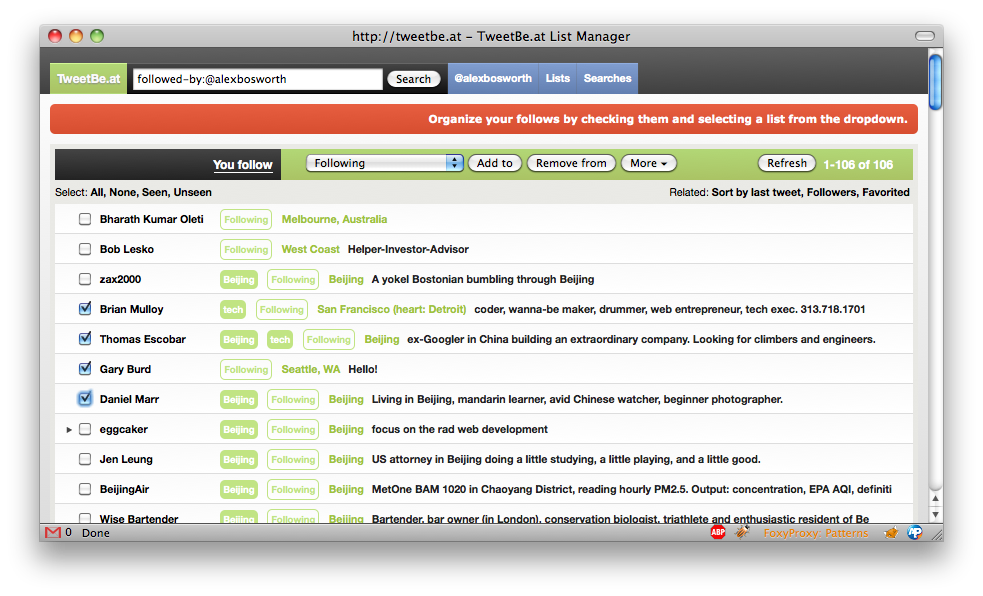 http://tweetbe.at – TweetBe.at List Manager
TweetBe.at followed-by:@alexbosworth Search @alexbosworth Lists Searches
Organize your follows by checking them and selecting a list from the dropdown.
You follow Following Add to Remove from More Refresh 1-106 of 106
Select: All, None, Seen, Unseen Related: Sort by last tweet, Followers, Favorited
Bharath Kumar Oleti Following Melbourne, Australia
Bob Lesko Following West Coast Helper-Investor-Advisor
zax2000 Beijing Following Beijing A yokel Bostonian bumbling through Beijing
Brian Mulloy tech Following San Francisco (heart: Detroit) coder, wanna-be maker, drummer, web entrepreneur, tech exec. 313.718.1701
Thomas Escobar Beijing tech Following Beijing ex-Googler in China building an extraordinary company. Looking for climbers and engineers.
Gary Burd Following Seattle, WA Hello!
Daniel Marr Beijing Following Beijing Living in Beijing, mandarin learner, avid Chinese watcher, beginner photographer.
eggcaker Beijing Following Beijing focus on the rad web development
Jen Leung Beijing Following Beijing US attorney in Beijing doing a little studying, a little playing, and a little good.
BeijingAir Beijing Following Beijing MetOne BAM 1020 in Chaoyang District, reading hourly PM2.5. Output: concentration, EPA AQI, definiti
Wise Bartender Beijing Following Beijing Bartender, bar owner (in London), conservation biologist, triathlete and enthusiastic resident of Be
0 Done ABP FoxyProxy: Patterns AP